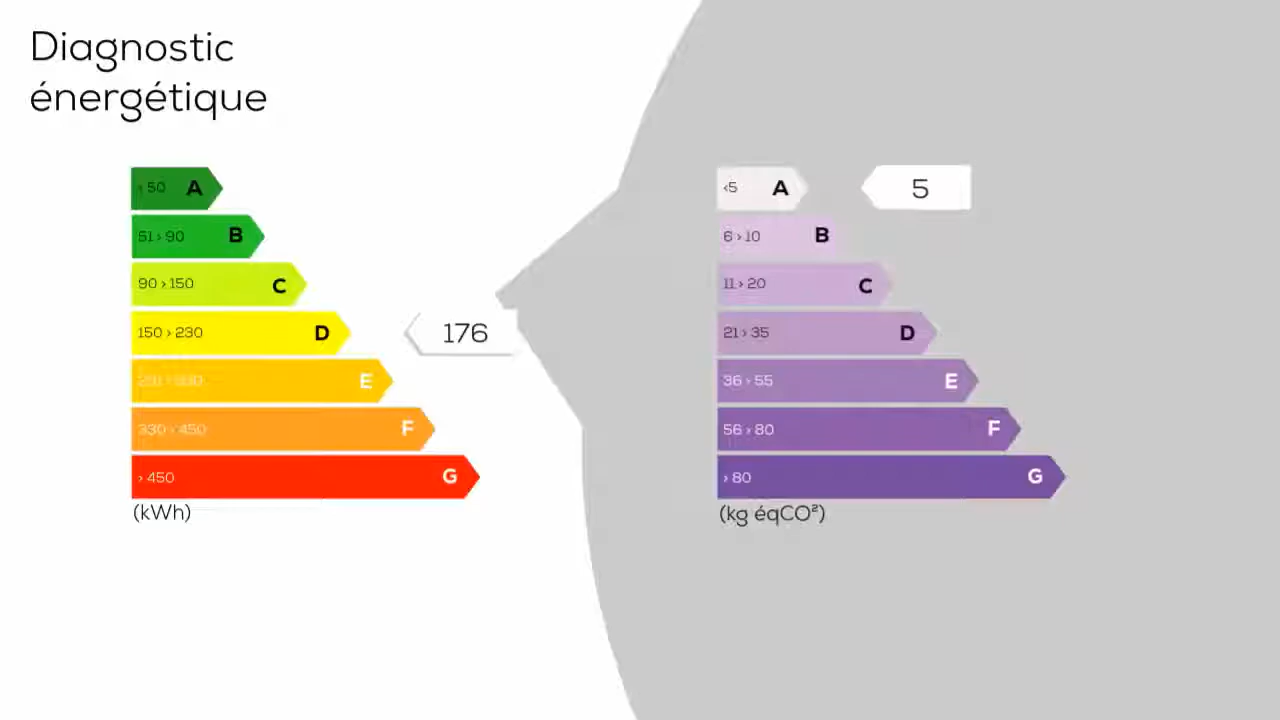 Diagnostic
énergétique
< 50 A
51 > 90 B
90 > 150 C
150 > 230 D
176
E
330 > 450 F
> 450 G
(kWh)
<5 A
5
6 > 10 B
11 > 20 C
21 > 35 D
36 > 55 E
56 > 80 F
> 80 G
(kg éqCO²)